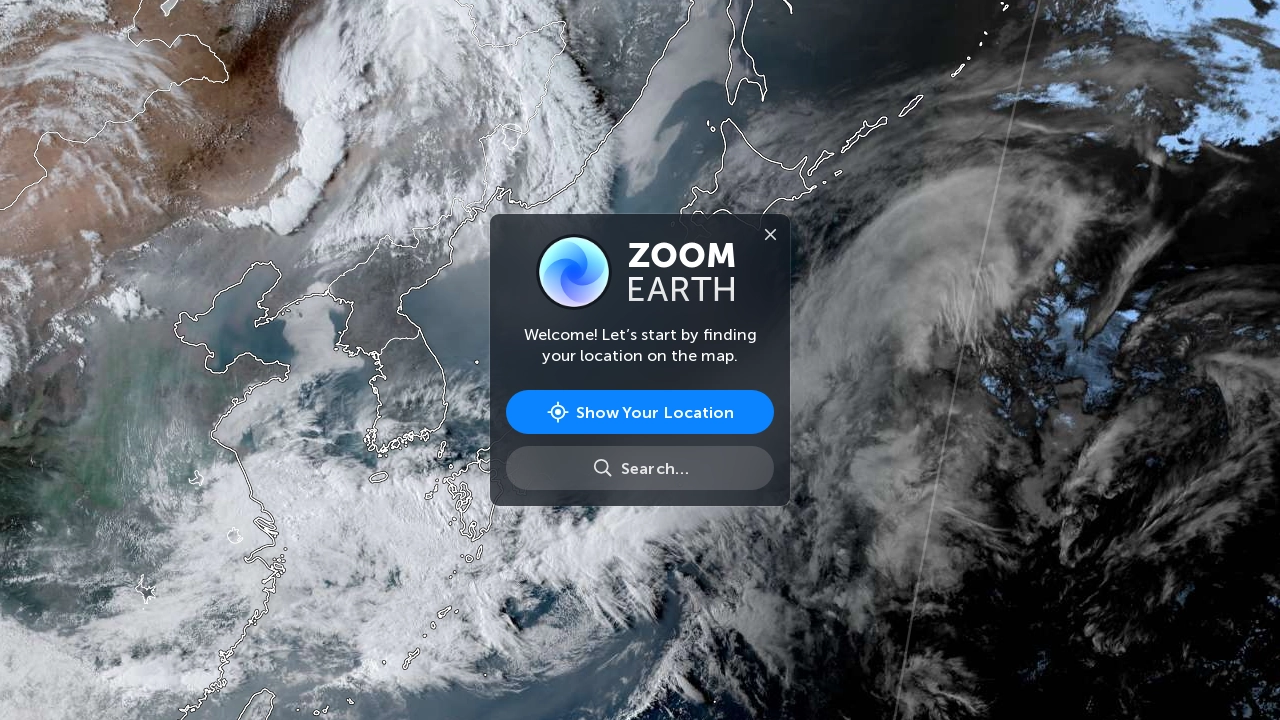 ZOOM
EARTH
Welcome! Let’s start by finding
your location on the map.
Show Your Location
Search...